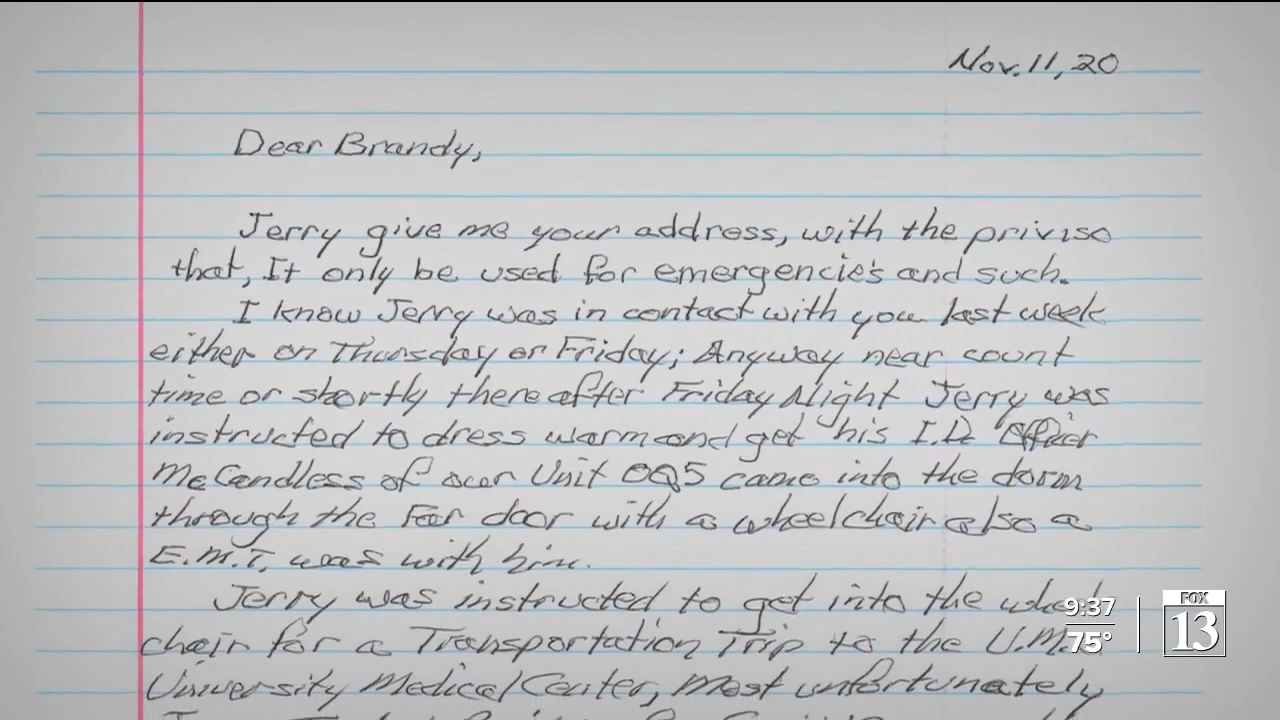 Nov. 11, 20
Dear Brandy,
Jerry give me your address, with the priviso
that, It only be used for emergencies and such.
I know Jerry was in contact with you last week
either on Thursday or Friday; Anyway near count
time or shortly there after Friday Night Jerry was
instructed to dress warm and get his I.D. Officer
McCandless of our Unit OQ5 came into the dorm
through the Far door with a wheelchair also a
E.M.T. was with him.
Jerry was instructed to get into the wheel
chair for a Transportation Trip to the U.M.
University Medical Center, Most unfortunately
9:37
75°
FOX
13